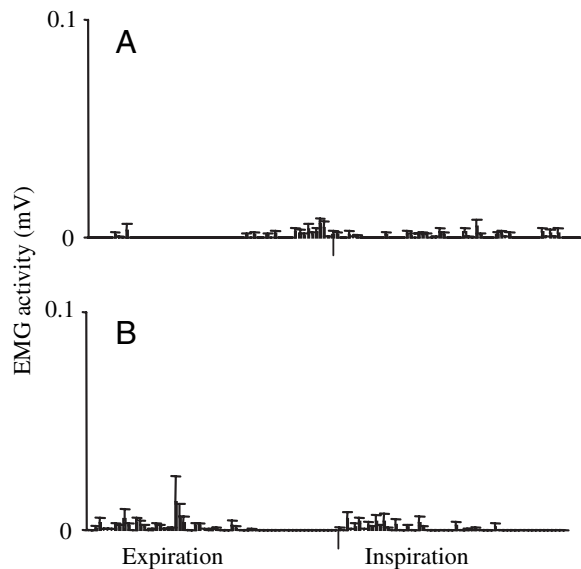 0.1
A
0
EMG activity (mV)
0.1
B
0
Expiration
Inspiration